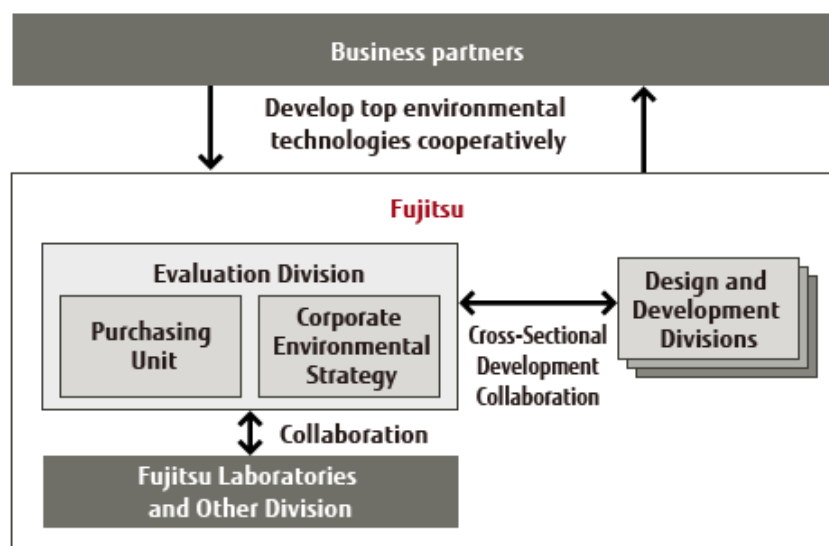 Business partners
Develop top environmental
technologies cooperatively
Fujitsu
Evaluation Division
Purchasing
Unit
Corporate
Environmental
Strategy
Cross-Sectional
Development
Collaboration
Design and
Development
Divisions
Collaboration
Fujitsu Laboratories
and Other Division